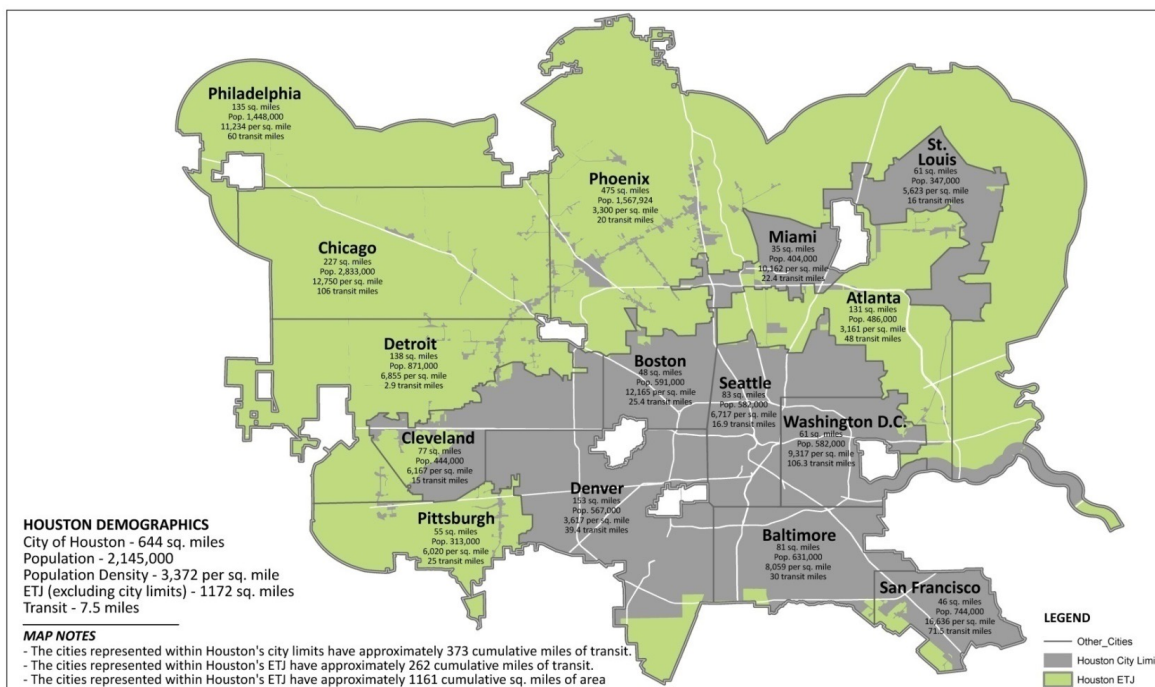 Philadelphia
135 sq. miles
Pop. 1,448,000
11,234 per sq. mile
60 transit miles
Phoenix
475 sq. miles
Pop. 1,567,924
3,300 per sq. mile
20 transit miles
St.
Louis
61 sq. miles
Pop. 347,000
5,623 per sq. mile
16 transit miles
Chicago
227 sq. miles
Pop. 2,833,000
12,750 per sq. mile
106 transit miles
Miami
35 sq. miles
Pop. 404,000
10,162 per sq. mile
22.4 transit miles
Atlanta
131 sq. miles
Pop. 486,000
3,161 per sq. mile
48 transit miles
Detroit
138 sq. miles
Pop. 871,000
6,855 per sq. mile
2.9 transit miles
Boston
48 sq. miles
Pop. 591,000
12,165 per sq. mile
25.4 transit miles
Seattle
83 sq. miles
Pop. 582,000
6,717 per sq. mile
16.9 transit miles
Washington D.C.
61 sq. miles
Pop. 582,000
9,317 per sq. mile
106.3 transit miles
Cleveland
77 sq. miles
Pop. 444,000
6,167 per sq. mile
15 transit miles
Denver
153 sq. miles
Pop. 567,000
3,617 per sq. mile
39.4 transit miles
Pittsburgh
55 sq. miles
Pop. 313,000
6,020 per sq. mile
25 transit miles
Baltimore
81 sq. miles
Pop. 631,000
8,059 per sq. mile
30 transit miles
San Francisco
46 sq. miles
Pop. 744,000
16,636 per sq. mile
71.5 transit miles
HOUSTON DEMOGRAPHICS
City of Houston - 644 sq. miles
Population - 2,145,000
Population Density - 3,372 per sq. mile
ETJ (excluding city limits) - 1172 sq. miles
Transit - 7.5 miles
MAP NOTES
- The cities represented within Houston's city limits have approximately 373 cumulative miles of transit.
- The cities represented within Houston's ETJ have approximately 262 cumulative miles of transit.
- The cities represented within Houston's ETJ have approximately 1161 cumulative sq. miles of area
LEGEND
Other_Cities
Houston City Limi
Houston ETJ